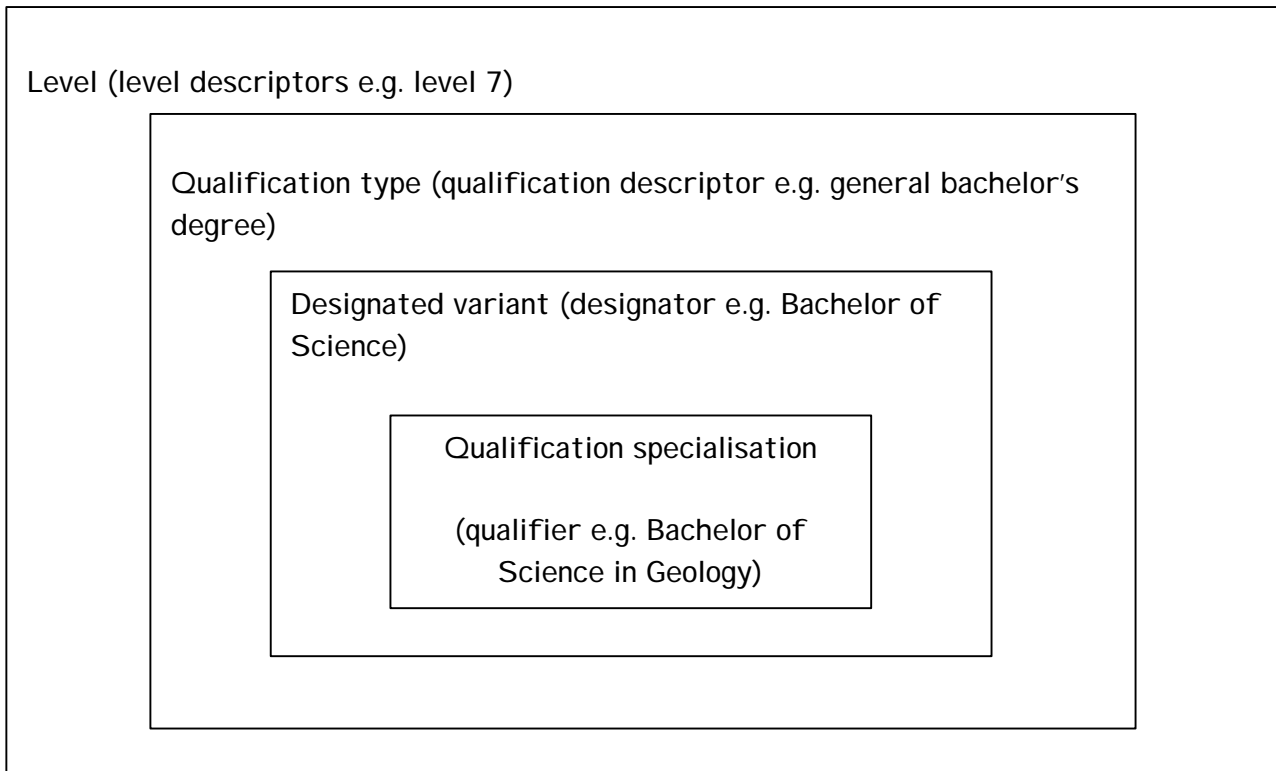 Level (level descriptors e.g. level 7)
Qualification type (qualification descriptor e.g. general bachelor's
degree)
Designated variant (designator e.g. Bachelor of
Science)
Qualification specialisation
(qualifier e.g. Bachelor of
Science in Geology)